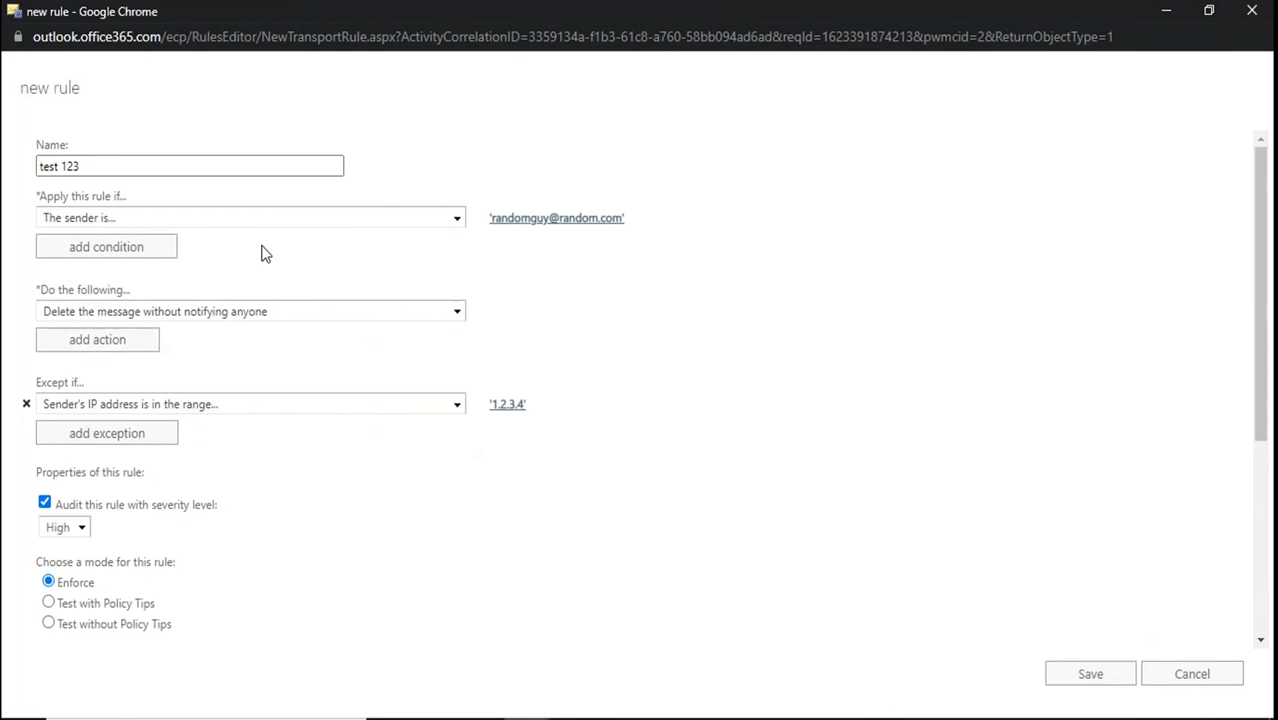 new rule - Google Chrome
outlook.office365.com/ecp/RulesEditor/NewTransportRule.aspx?ActivityCorrelationID=3359134a-f1b3-61c8-a760-58bb094ad6ad&reqId=1623391874213&pwmcid=2&ReturnObjectType=1
new rule
Name:
test 123
*Apply this rule if...
The sender is... 'randomguy@random.com'
add condition
*Do the following...
Delete the message without notifying anyone
add action
Except if...
Sender's IP address is in the range... '1.2.3.4'
add exception
Properties of this rule:
Audit this rule with severity level:
High
Choose a mode for this rule:
Enforce
Test with Policy Tips
Test without Policy Tips
Save Cancel